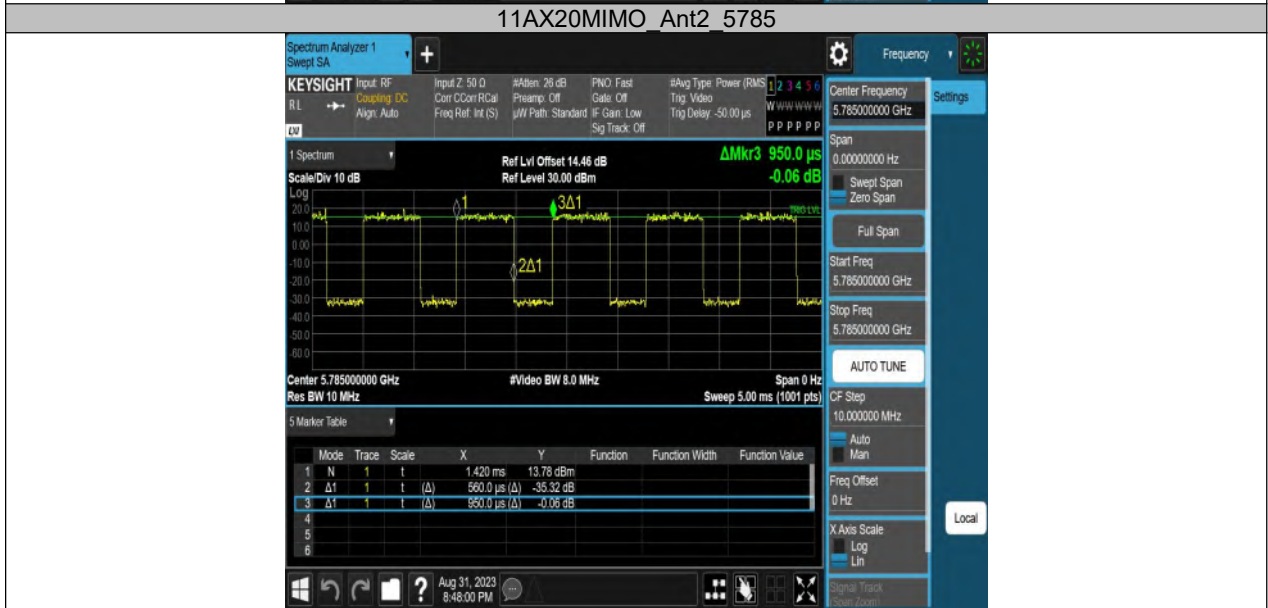 11AX20MIMO_Ant2_5785
Spectrum Analyzer 1
Swept SA
+
Frequency
KEYSIGHT
RL
LXI
Input: RF
Coupling: DC
Align: Auto
Input Z: 50 Ω
Corr CCorr RCal
Freq Ref: Int (S)
#Atten: 26 dB
Preamp: Off
µW Path: Standard
PNO: Fast
Gate: Off
IF Gain: Low
Sig Track: Off
#Avg Type: Power (RMS
Trig: Video
Trig Delay: -50.00 µs
1 2 3 4 5 6
W W W W W W
P P P P P P
1 Spectrum
Scale/Div 10 dB
Ref Lvl Offset 14.46 dB
Ref Level 30.00 dBm
ΔMkr3 950.0 µs
-0.06 dB
Log
20.0
10.0
0.00
-10.0
-20.0
-30.0
-40.0
-50.0
-60.0
1
3Δ1
2Δ1
TRIG LVL
Center 5.785000000 GHz
Res BW 10 MHz
#Video BW 8.0 MHz
Span 0 Hz
Sweep 5.00 ms (1001 pts)
5 Marker Table
Mode Trace Scale X Y Function Function Width Function Value
1 N 1 t 1.420 ms 13.78 dBm
2 Δ1 1 t (Δ) 560.0 µs (Δ) -35.32 dB
3 Δ1 1 t (Δ) 950.0 µs (Δ) -0.06 dB
4
5
6
Aug 31, 2023
8:48:00 PM
Center Frequency
5.785000000 GHz
Span
0.00000000 Hz
Swept Span
Zero Span
Full Span
Start Freq
5.785000000 GHz
Stop Freq
5.785000000 GHz
AUTO TUNE
CF Step
10.000000 MHz
Auto
Man
Freq Offset
0 Hz
X Axis Scale
Log
Lin
Signal Track
(Span Zoom)
Settings
Local